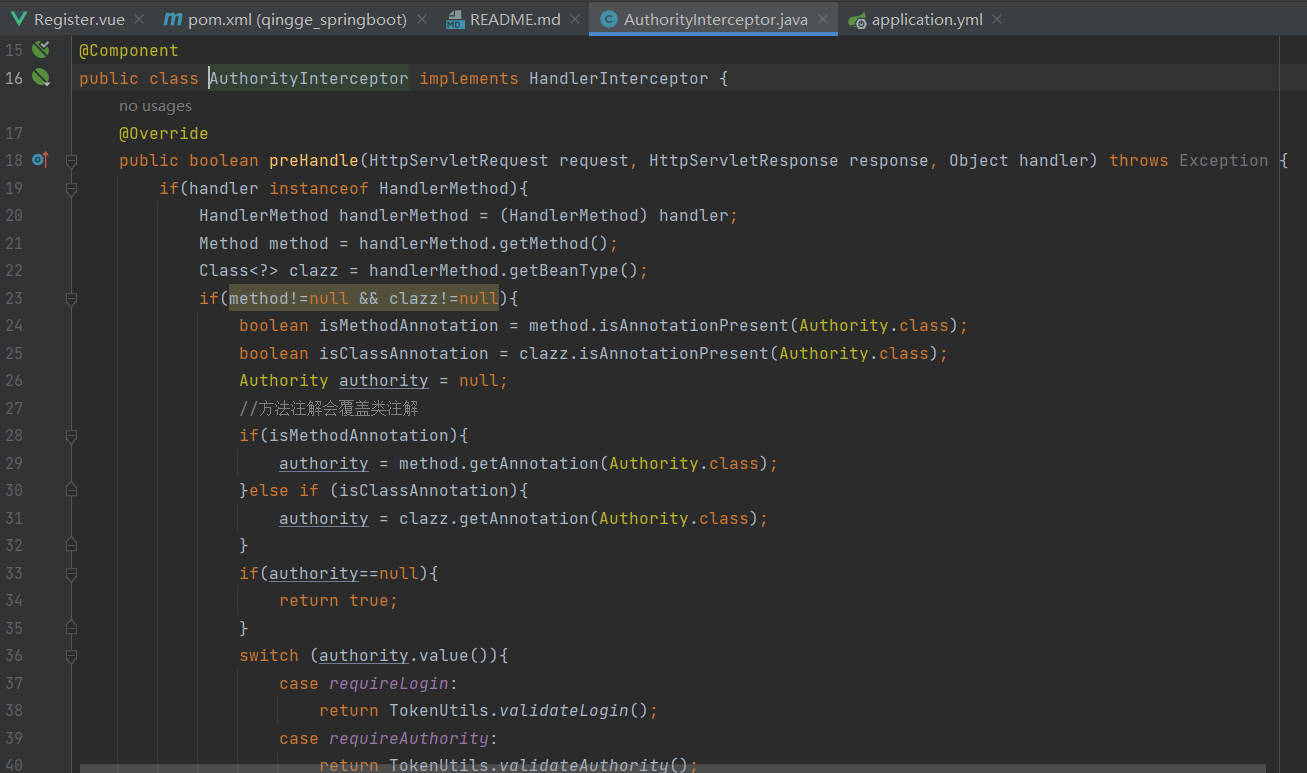 Register.vue pom.xml (qingge_springboot) README.md AuthorityInterceptor.java application.yml
15 @Component
16 public class AuthorityInterceptor implements HandlerInterceptor {
no usages
17 @Override
18 public boolean preHandle(HttpServletRequest request, HttpServletResponse response, Object handler) throws Exception {
19 if(handler instanceof HandlerMethod){
20 HandlerMethod handlerMethod = (HandlerMethod) handler;
21 Method method = handlerMethod.getMethod();
22 Class<?> clazz = handlerMethod.getBeanType();
23 if(method!=null && clazz!=null){
24 boolean isMethodAnnotation = method.isAnnotationPresent(Authority.class);
25 boolean isClassAnnotation = clazz.isAnnotationPresent(Authority.class);
26 Authority authority = null;
27 //方法注解会覆盖类注解
28 if(isMethodAnnotation){
29 authority = method.getAnnotation(Authority.class);
30 }else if (isClassAnnotation){
31 authority = clazz.getAnnotation(Authority.class);
32 }
33 if(authority==null){
34 return true;
35 }
36 switch (authority.value()){
37 case requireLogin:
38 return TokenUtils.validateLogin();
39 case requireAuthority:
40 return TokenUtils.validateAuthority();